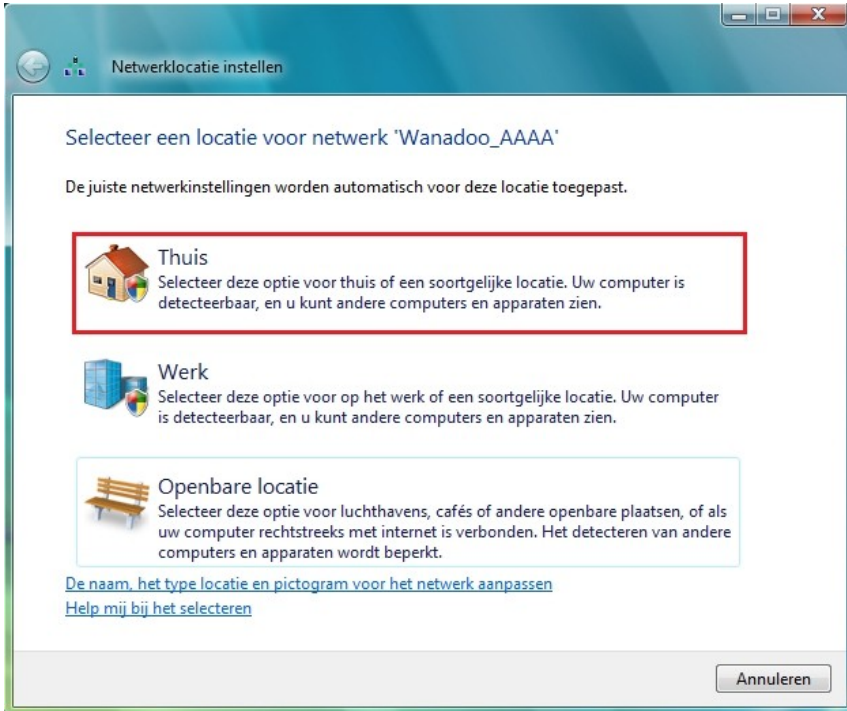 Netwerklocatie instellen
Selecteer een locatie voor netwerk 'Wanadoo_AAAA'
De juiste netwerkinstellingen worden automatisch voor deze locatie toegepast.
Thuis
Selecteer deze optie voor thuis of een soortgelijke locatie. Uw computer is
detecteerbaar, en u kunt andere computers en apparaten zien.
Werk
Selecteer deze optie voor op het werk of een soortgelijke locatie. Uw computer
is detecteerbaar, en u kunt andere computers en apparaten zien.
Openbare locatie
Selecteer deze optie voor luchthavens, cafés of andere openbare plaatsen, of als
uw computer rechtstreeks met internet is verbonden. Het detecteren van andere
computers en apparaten wordt beperkt.
De naam, het type locatie en pictogram voor het netwerk aanpassen
Help mij bij het selecteren
Annuleren